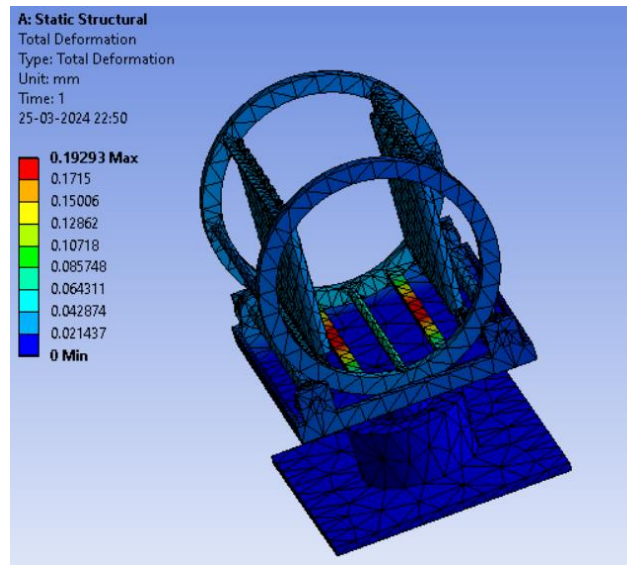 A: Static Structural
Total Deformation
Type: Total Deformation
Unit: mm
Time: 1
25-03-2024 22:50
0.19293 Max
0.1715
0.15006
0.12862
0.10718
0.085748
0.064311
0.042874
0.021437
0 Min